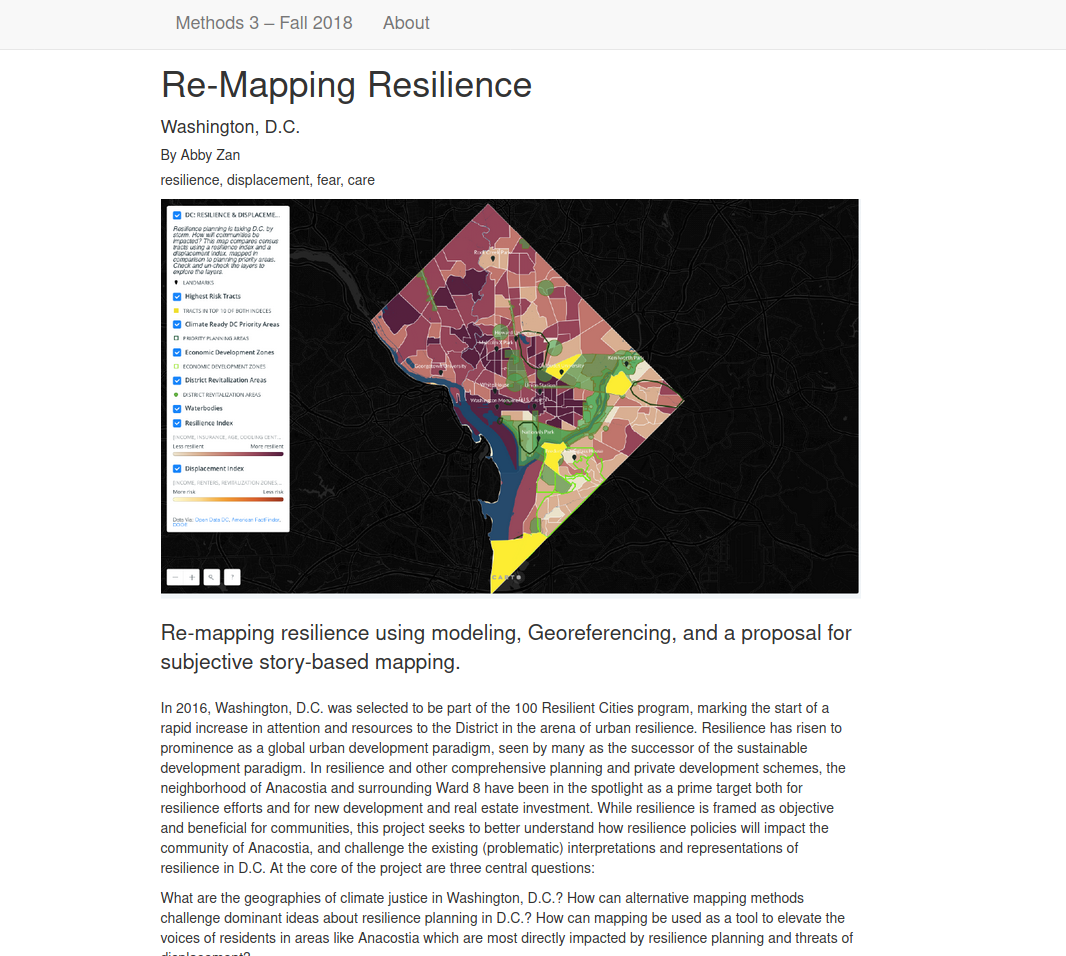 Methods 3 – Fall 2018 About
Re-Mapping Resilience
Washington, D.C.
By Abby Zan
resilience, displacement, fear, care
DC: RESILIENCE & DISPLACEME...
Resilience planning is taking D.C. by
storm. How will communities be
impacted? This map compares census
tracts using a resilience index and a
displacement index, mapped in
comparison to planning priority areas.
Check and un-check the layers to
explore the layers.
LANDMARKS
Highest Risk Tracts
TRACTS IN TOP 10 OF BOTH INDECES
Climate Ready DC Priority Areas
PRIORITY PLANNING AREAS
Economic Development Zones
ECONOMIC DEVELOPMENT ZONES
District Revitalization Areas
DISTRICT REVITALIZATION AREAS
Waterbodies
Resilience Index
(INCOME, INSURANCE, AGE, COOLING CENT...
Less resilient More resilient
Displacement Index
(INCOME, RENTERS, REVITALIZATION ZONES...
More risk Less risk
Data Via: Open Data DC, American FactFinder,
DOOE
Georgetown University
Malcolm X Park
White House
Union Station
Washington Monument
Nationals Park
Kenilworth Park
CARTO
Re-mapping resilience using modeling, Georeferencing, and a proposal for
subjective story-based mapping.
In 2016, Washington, D.C. was selected to be part of the 100 Resilient Cities program, marking the start of a
rapid increase in attention and resources to the District in the arena of urban resilience. Resilience has risen to
prominence as a global urban development paradigm, seen by many as the successor of the sustainable
development paradigm. In resilience and other comprehensive planning and private development schemes, the
neighborhood of Anacostia and surrounding Ward 8 have been in the spotlight as a prime target both for
resilience efforts and for new development and real estate investment. While resilience is framed as objective
and beneficial for communities, this project seeks to better understand how resilience policies will impact the
community of Anacostia, and challenge the existing (problematic) interpretations and representations of
resilience in D.C. At the core of the project are three central questions:
What are the geographies of climate justice in Washington, D.C.? How can alternative mapping methods
challenge dominant ideas about resilience planning in D.C.? How can mapping be used as a tool to elevate the
voices of residents in areas like Anacostia which are most directly impacted by resilience planning and threats of
displacement?